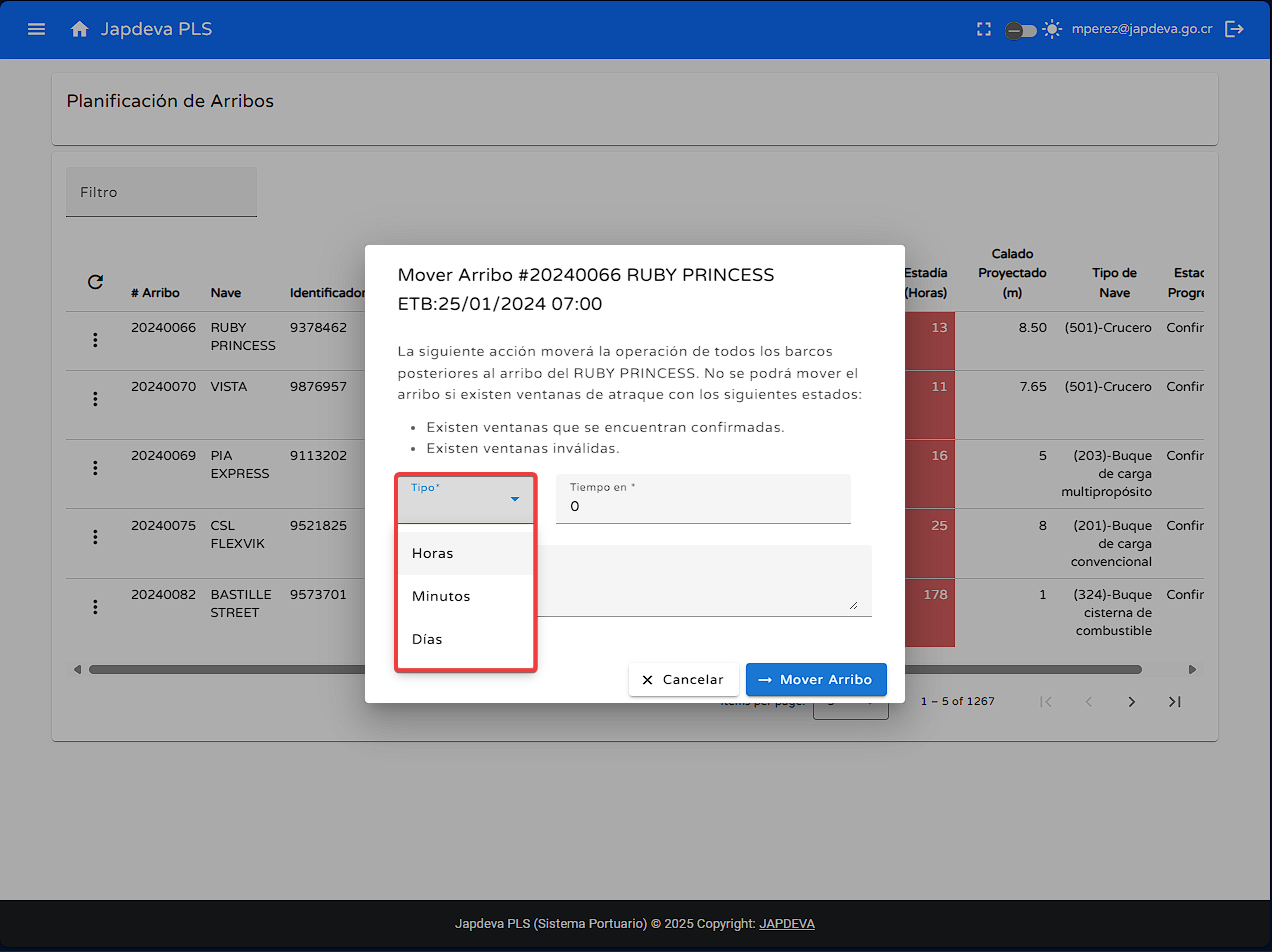 Japdeva PLS
mperez@japdeva.go.cr
Planificación de Arribos
Filtro
# Arribo
Nave
Identificador
Estadía
(Horas)
Calado
Proyectado
(m)
Tipo de
Nave
Estad
Progre
20240066
RUBY
PRINCESS
9378462
13
8.50
(501)-Crucero
Confir
20240070
VISTA
9876957
11
7.65
(501)-Crucero
Confir
20240069
PIA
EXPRESS
9113202
16
5
(203)-Buque
de carga
multipropósito
Confir
20240075
CSL
FLEXVIK
9521825
25
8
(201)-Buque
de carga
convencional
Confir
20240082
BASTILLE
STREET
9573701
178
1
(324)-Buque
cisterna de
combustible
Confir
Mover Arribo #20240066 RUBY PRINCESS
ETB:25/01/2024 07:00
La siguiente acción moverá la operación de todos los barcos
posteriores al arribo del RUBY PRINCESS. No se podrá mover el
arribo si existen ventanas de ataque con los siguientes estados:
• Existen ventanas que se encuentran confirmadas.
• Existen ventanas inválidas.
Tipo*
Horas
Minutos
Días
Tiempo en *
0
Cancelar
Mover Arribo
Items per page:
1 – 5 of 1267
Japdeva PLS (Sistema Portuario) © 2025 Copyright: JAPDEVA